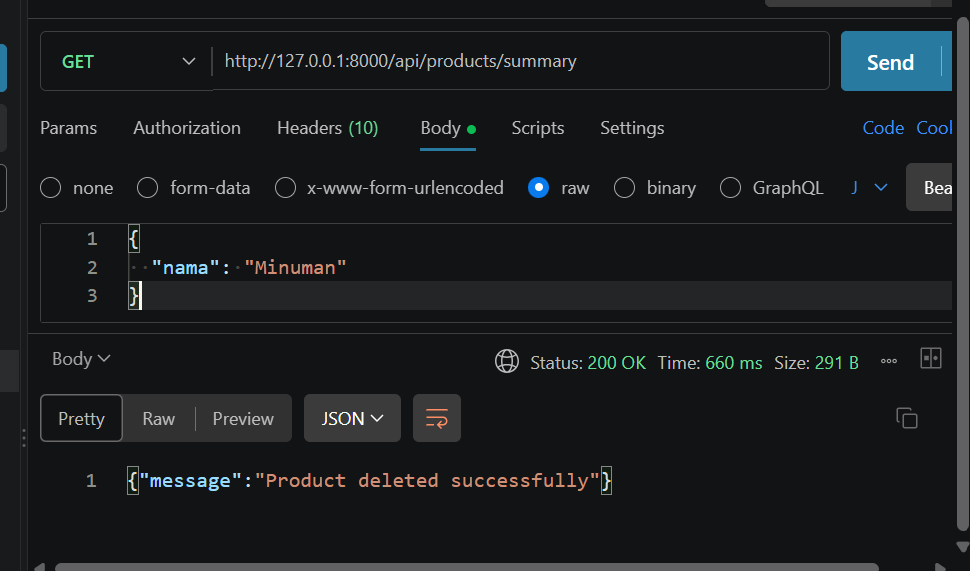 GET http://127.0.0.1:8000/api/products/summary Send
Params Authorization Headers (10) Body Scripts Settings Code Cool
none form-data x-www-form-urlencoded raw binary GraphQL J Bea
1 {
2 "nama": "Minuman"
3 }
Body Status: 200 OK Time: 660 ms Size: 291 B
Pretty Raw Preview JSON
1 {"message":"Product deleted successfully"}